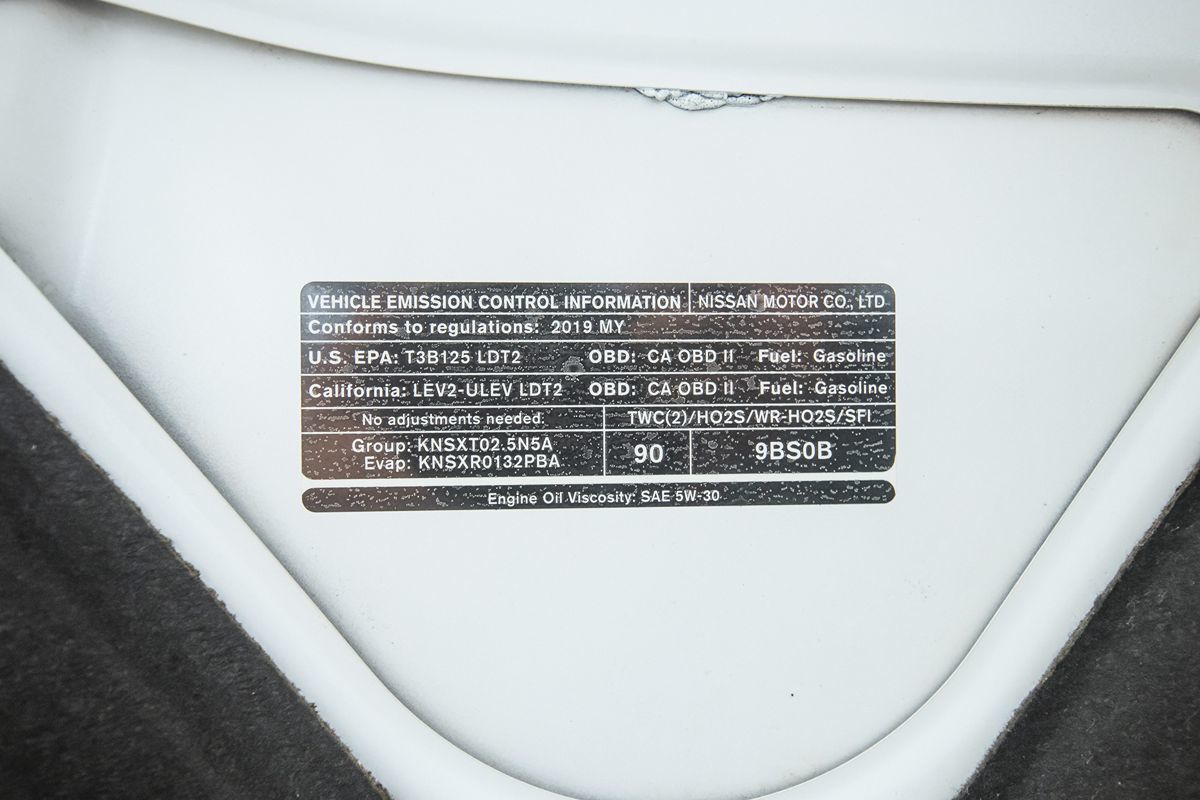 VEHICLE EMISSION CONTROL INFORMATION NISSAN MOTOR CO., LTD
Conforms to regulations: 2019 MY
U.S. EPA: T3B125 LDT2 OBD: CA OBD II Fuel: Gasoline
California: LEV2-ULEV LDT2 OBD: CA OBD II Fuel: Gasoline
No adjustments needed. TWC(2)/HO2S/WR-HO2S/SFI
Group: KNSXT02.5N5A
Evap: KNSXR0132PBA
90
9BS0B
Engine Oil Viscosity: SAE 5W-30